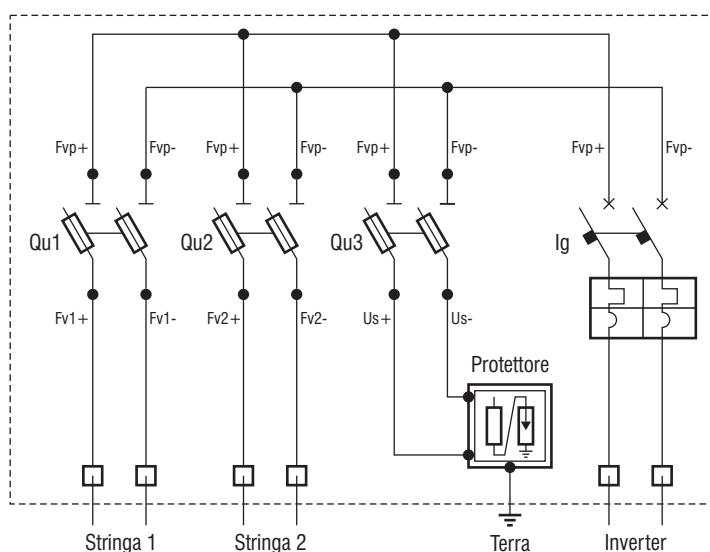 Fvp+ Fvp- Fvp+ Fvp- Fvp+ Fvp- Fvp+ Fvp-
Qu1 Qu2 Qu3 Ig
Fv1+ Fv1- Fv2+ Fv2- Us+ Us-
Protettore
Stringa 1 Stringa 2 Terra Inverter